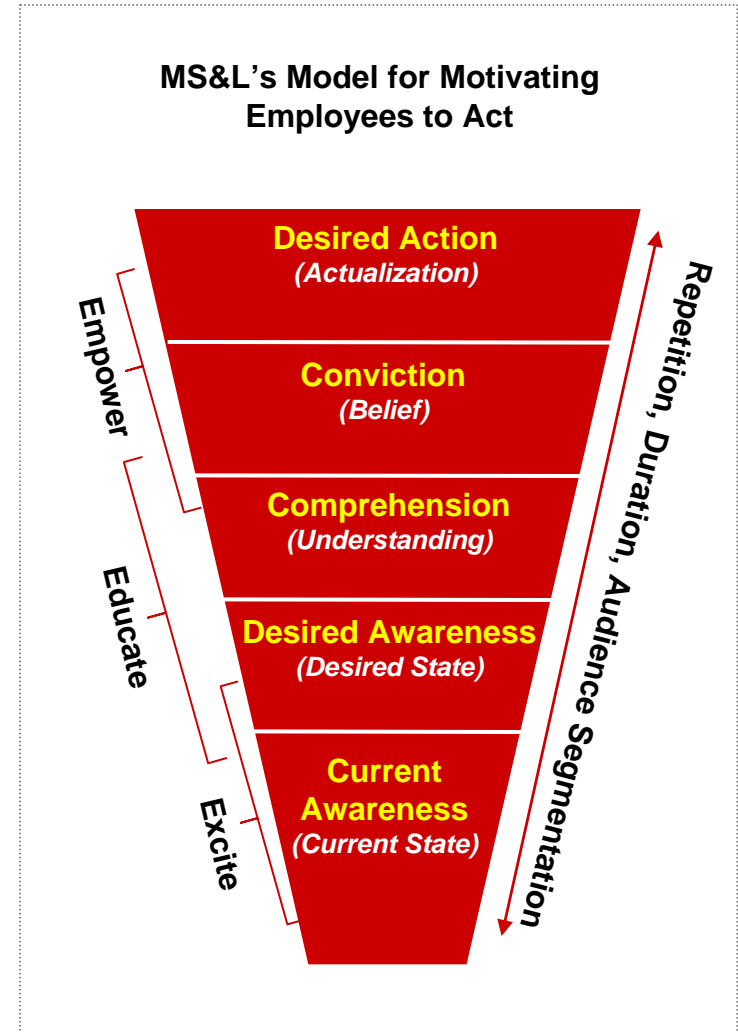 MS&L's Model for Motivating
Employees to Act
Desired Action
(Actualization)
Conviction
(Belief)
Comprehension
(Understanding)
Desired Awareness
(Desired State)
Current
Awareness
(Current State)
Empower
Educate
Excite
Repetition, Duration, Audience Segmentation